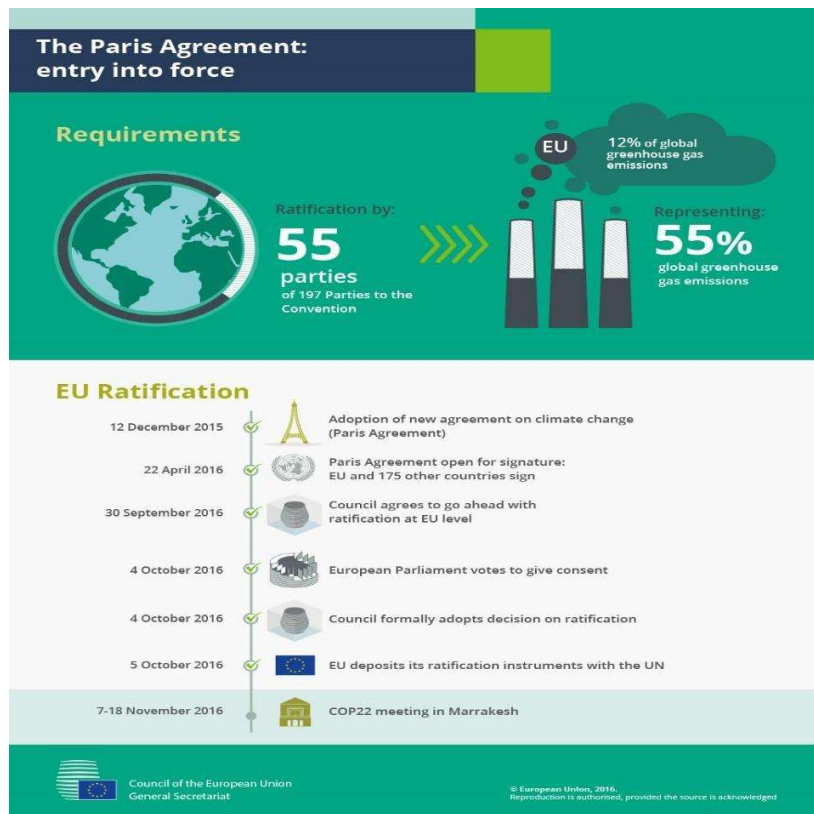 The Paris Agreement:
entry into force
Requirements
EU
12% of global
greenhouse gas
emissions
Ratification by:
55
parties
of 197 Parties to the
Convention
Representing:
55%
global greenhouse
gas emissions
EU Ratification
12 December 2015
Adoption of new agreement on climate change
(Paris Agreement)
22 April 2016
Paris Agreement open for signature:
EU and 175 other countries sign
30 September 2016
Council agrees to go ahead with
ratification at EU level
4 October 2016
European Parliament votes to give consent
4 October 2016
Council formally adopts decision on ratification
5 October 2016
EU deposits its ratification instruments with the UN
7-18 November 2016
COP22 meeting in Marrakesh
Council of the European Union
General Secretariat
© European Union, 2016.
Reproduction is authorised, provided the source is acknowledged